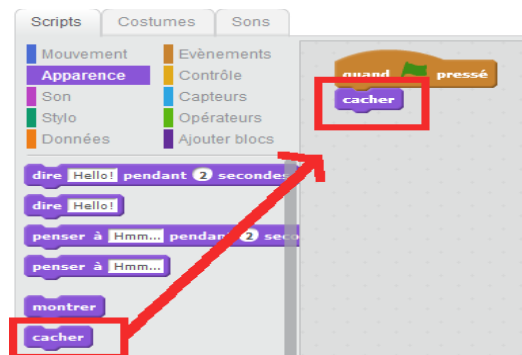 Scripts Costumes Sons
Mouvement Evènements
Apparence Contrôle
Son Capteurs
Stylo Opérateurs
Données Ajouter blocs
quand pressé
cacher
dire Hello! pendant 2 secondes
dire Hello!
penser à Hmm... pendant 2 seco
penser à Hmm...
montrer
cacher